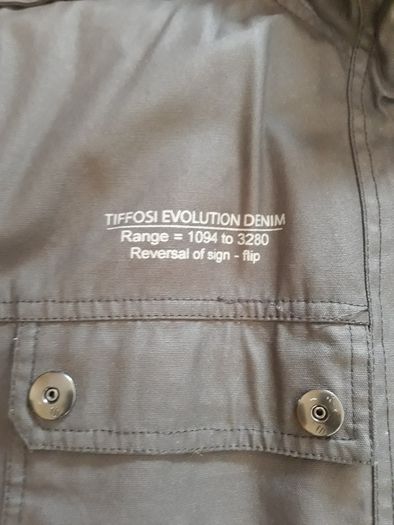 TIFFOSI EVOLUTION DENIM
Range = 1094 to 3280
Reversal of sign - flip